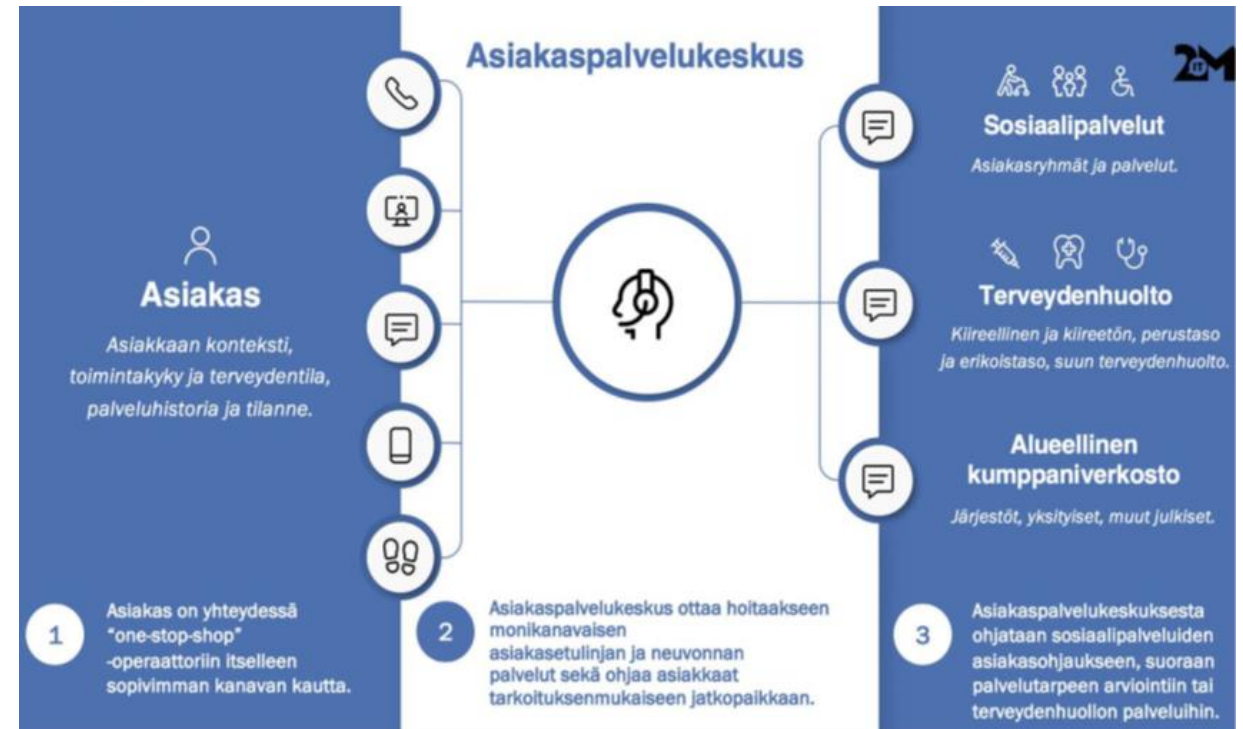 Asiakaspalvelukeskus
2M
IT
Asiakas
Asiakkaan konteksti,
toimintakyky ja terveydentila,
palveluhistoria ja tilanne.
Sosiaalipalvelut
Asiakasryhmät ja palvelut.
Terveydenhuolto
Kiireellinen ja kiireetön, perustaso
ja erikoistaso, suun terveydenhuolto.
Alueellinen
kumppaniverkosto
Järjestöt, yksityiset, muut julkiset.
1
Asiakas on yhteydessä
“one-stop-shop”
-operaattoriin itselleen
sopivimman kanavan kautta.
2
Asiakaspalvelukeskus ottaa hoitaakseen
monikanavaisen
asiakasetulinjan ja neuvonnan
palvelut sekä ohjaa asiakkaat
tarkoituksenmukaiseen jatkopaikkaan.
3
Asiakaspalvelukeskuksesta
ohjataan sosiaalipalveluiden
asiakasohjaukseen, suoraan
palvelutarpeen arviointiin tai
terveydenhuollon palveluihin.